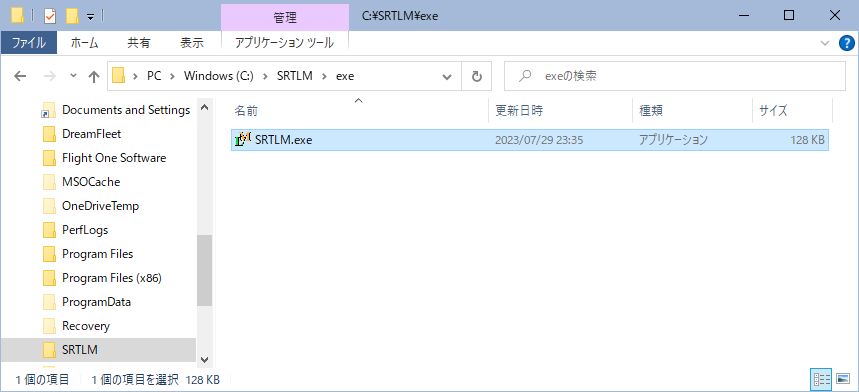 管理
C:¥SRTLM¥exe
ファイル ホーム 共有 表示 アプリケーション ツール
PC Windows (C:) SRTLM exe
exeの検索
Documents and Settings
DreamFleet
Flight One Software
MSOCache
OneDriveTemp
PerfLogs
Program Files
Program Files (x86)
ProgramData
Recovery
SRTLM
名前 更新日時 種類 サイズ
SRTLM.exe 2023/07/29 23:35 アプリケーション 128 KB
1 個の項目 1 個の項目を選択 128 KB